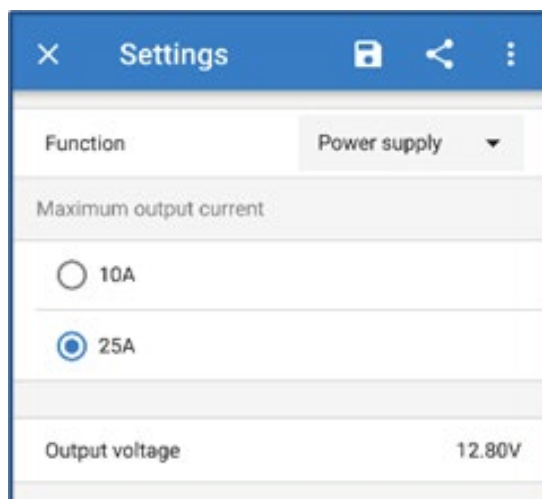 Settings
Function Power supply
Maximum output current
10A
25A
Output voltage 12.80V